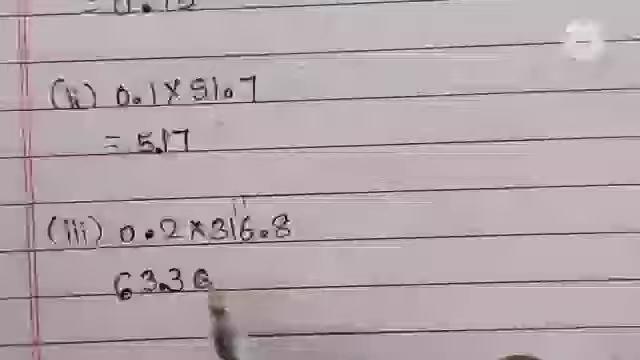 (ii) 0.1×51.7
= 5.17
(iii) 0.2×316.8
63.36